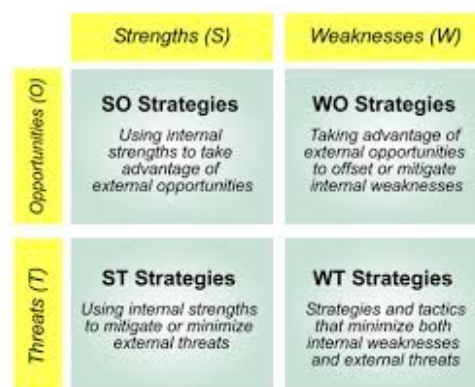 Strengths (S)
Weaknesses (W)
Opportunities (O)
SO Strategies
Using internal
strengths to take
advantage of
external opportunities
WO Strategies
Taking advantage of
external opportunities
to offset or mitigate
internal weaknesses
Threats (T)
ST Strategies
Using internal strengths
to mitigate or minimize
external threats
WT Strategies
Strategies and tactics
that minimize both
internal weaknesses
and external threats